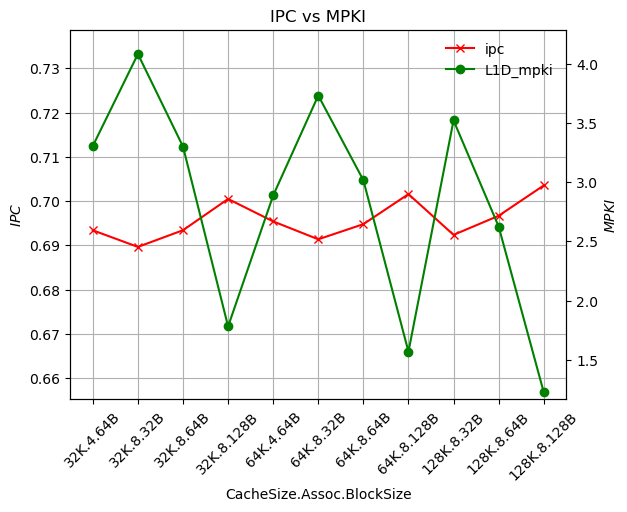 IPC vs MPKI
ipc
L1D_mpki
0.73
0.72
0.71
0.70
0.69
0.68
0.67
0.66
IPC
4.0
3.5
3.0
2.5
2.0
1.5
MPKI
32K.4.64B
32K.8.32B
32K.8.64B
32K.8.128B
64K.4.64B
64K.8.32B
64K.8.64B
64K.8.128B
128K.8.32B
128K.8.64B
128K.8.128B
CacheSize.Assoc.BlockSize